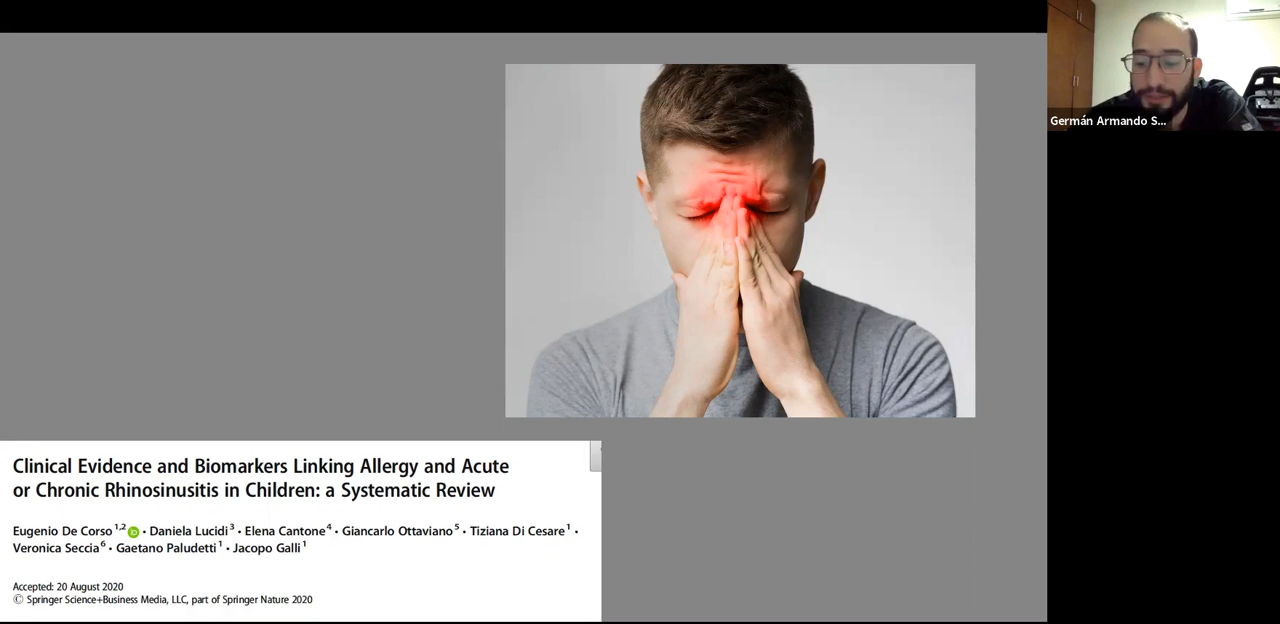 Germán Armando S...
Clinical Evidence and Biomarkers Linking Allergy and Acute
or Chronic Rhinosinusitis in Children: a Systematic Review
Eugenio De Corso 1,2 iD · Daniela Lucidi 3 · Elena Cantone 4 · Giancarlo Ottaviano 5 · Tiziana Di Cesare 1 ·
Veronica Seccia 6 · Gaetano Paludetti 1 · Jacopo Galli 1
Accepted: 20 August 2020
© Springer Science+Business Media, LLC, part of Springer Nature 2020